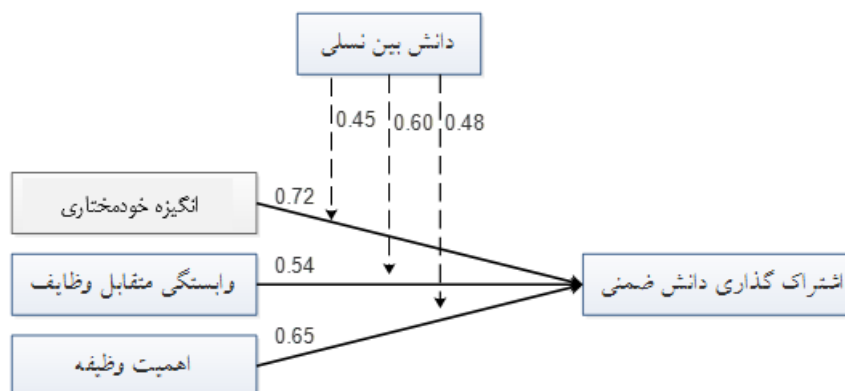 دانش بین نسلی
0.45
0.60
0.48
انگیزه خودمختاری
0.72
وابستگی متقابل وظایف
0.54
اشتراک گذاری دانش ضمنی
0.65
اهمیت وظیفه